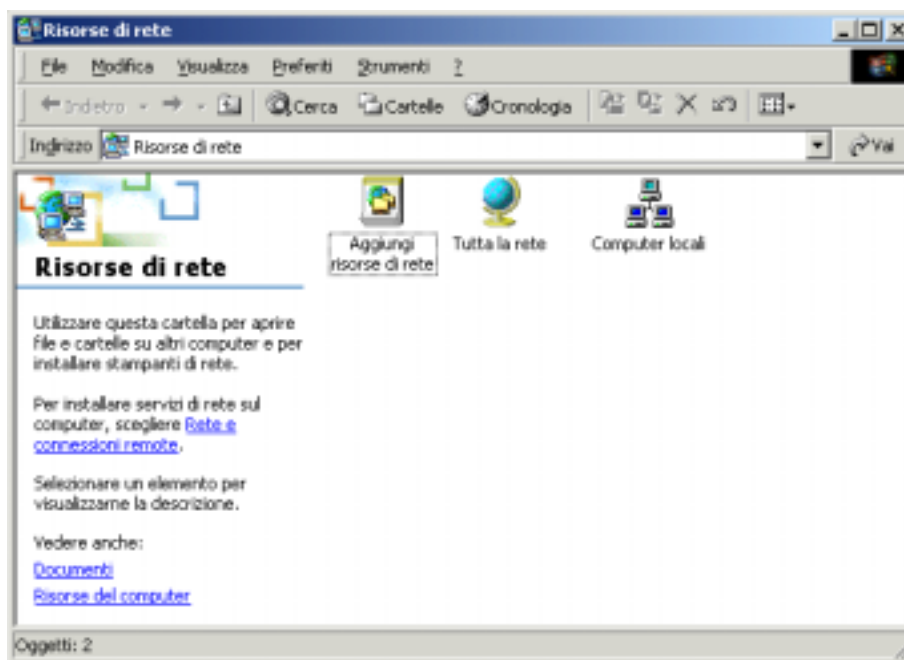 Risorse di rete
File Modifica Visualizza Preferiti Strumenti ?
Indietro Cerca Cartelle Cronologia
Indirizzo Risorse di rete Vai
Risorse di rete
Utilizzare questa cartella per aprire
file e cartelle su altri computer e per
installare stampanti di rete.
Per installare servizi di rete sul
computer, scegliere Rete e
connessioni remote.
Selezionare un elemento per
visualizzarne la descrizione.
Vedere anche:
Documenti
Risorse del computer
Aggiungi
risorse di rete
Tutta la rete
Computer locali
Oggetti: 2